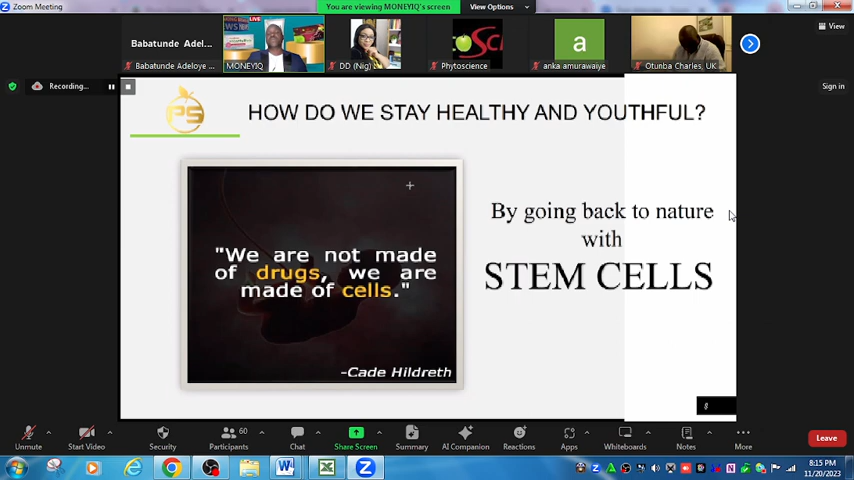 Zoom Meeting
You are viewing MONEYIQ's screen
View Options
LIVE
Babatunde Adel...
Babatunde Adeloye
MONEYIQ
DD (Nig)
Phytoscience
a
anka amurawaiye
Otunba Charles, UK
View
Recording...
Sign in
PS
HOW DO WE STAY HEALTHY AND YOUTHFUL?
"We are not made
of drugs, we are
made of cells."
-Cade Hildreth
By going back to nature
with
STEM CELLS
Unmute
Start Video
Security
Participants
60
Chat
Share Screen
Summary
AI Companion
Reactions
Apps
Whiteboards
Notes
More
Leave
8:15 PM
11/20/2023